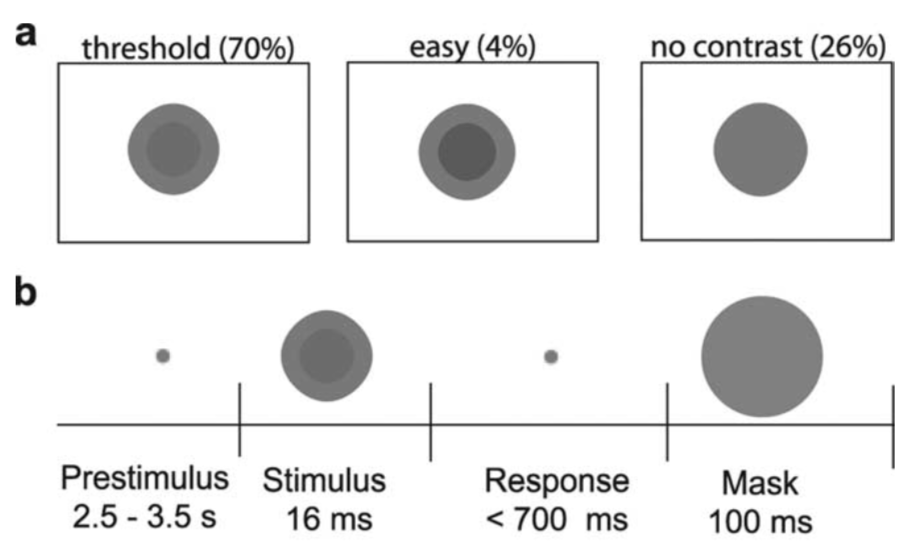 a
threshold (70%) easy (4%) no contrast (26%)
b
Prestimulus Stimulus Response Mask
2.5 - 3.5 s 16 ms < 700 ms 100 ms